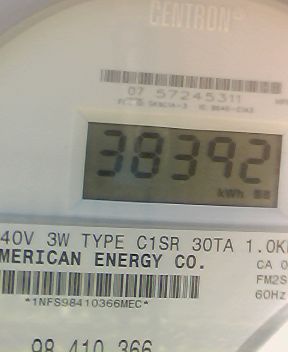 CENTRON
07 57245311
38392
kWh
40V 3W TYPE C1SR 30TA 1.0K
MERICAN ENERGY CO.
CA 0
FM2S
60Hz
*1NFS98410366MEC*
98 410 366